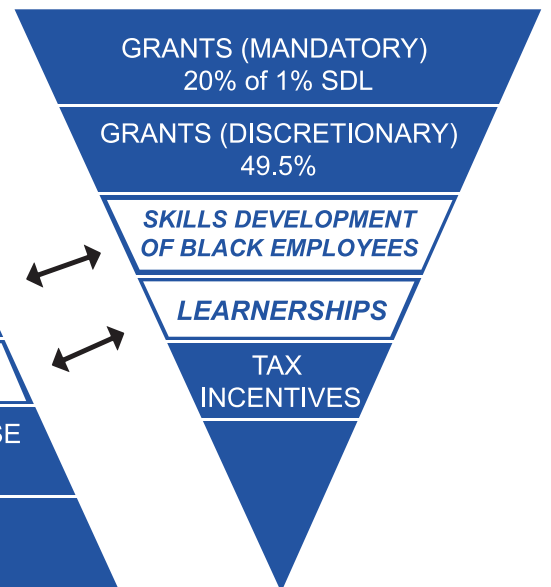 GRANTS (MANDATORY)
20% of 1% SDL
GRANTS (DISCRETIONARY)
49.5%
SKILLS DEVELOPMENT
OF BLACK EMPLOYEES
LEARNERSHIPS
TAX
INCENTIVES